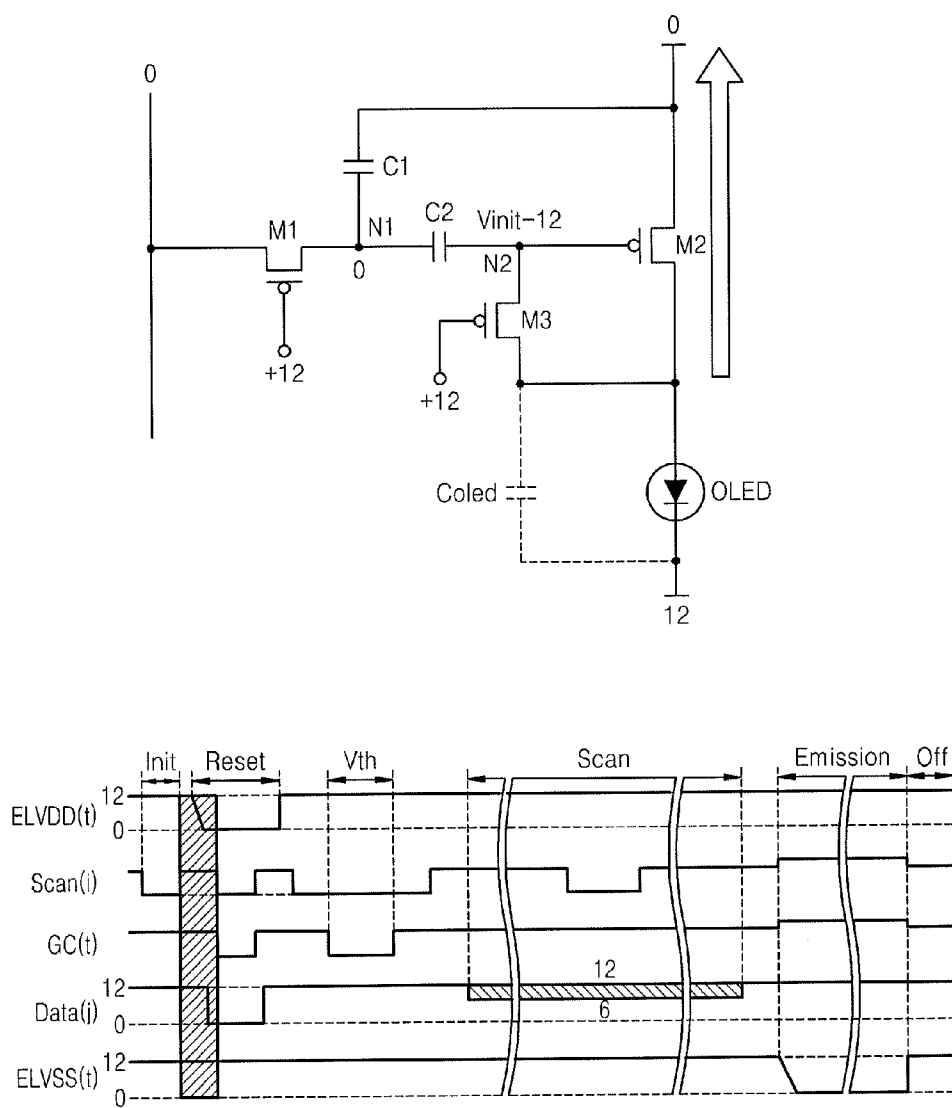 0
0
C1
C2
Vinit-12
M1
N1
M2
0
N2
M3
+12
+12
Coled
OLED
12
Init
Reset
Vth
Scan
Emission
Off
ELVDD(t)
12
0
Scan(i)
GC(t)
Data(j)
12
0
12
6
ELVSS(t)
12
0